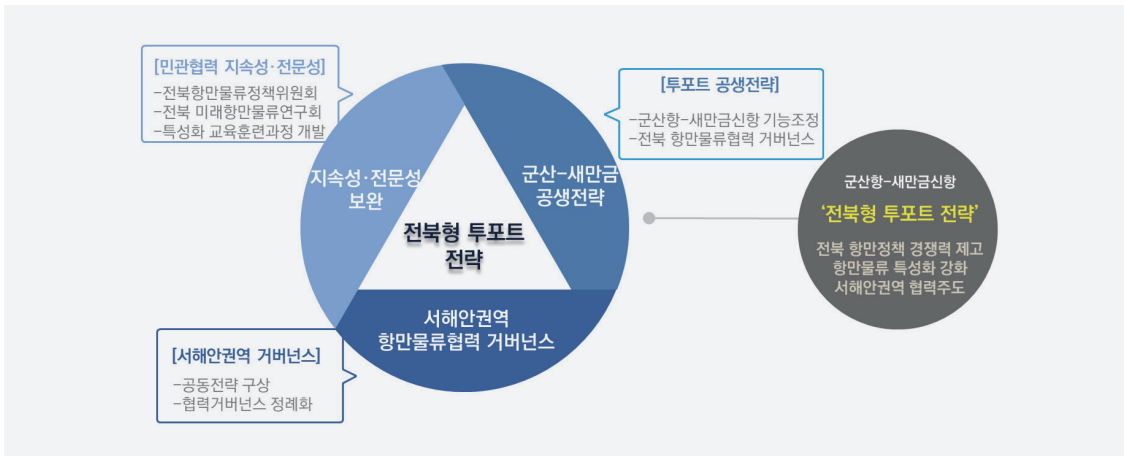 [민관협력 지속성·전문성]
-전북항만물류정책위원회
-전북 미래항만물류연구회
-특성화 교육훈련과정 개발
[투포트 공생전략]
-군산항-새만금신항 기능조정
-전북 항만물류협력 거버넌스
지속성·전문성
보완
군산-새만금
공생전략
전북형 투포트
전략
서해안권역
항만물류협력 거버넌스
[서해안권역 거버넌스]
-공동전략 구상
-협력거버넌스 정례화
군산항-새만금신항
'전북형 투포트 전략'
전북 항만정책 경쟁력 제고
항만물류 특성화 강화
서해안권역 협력주도